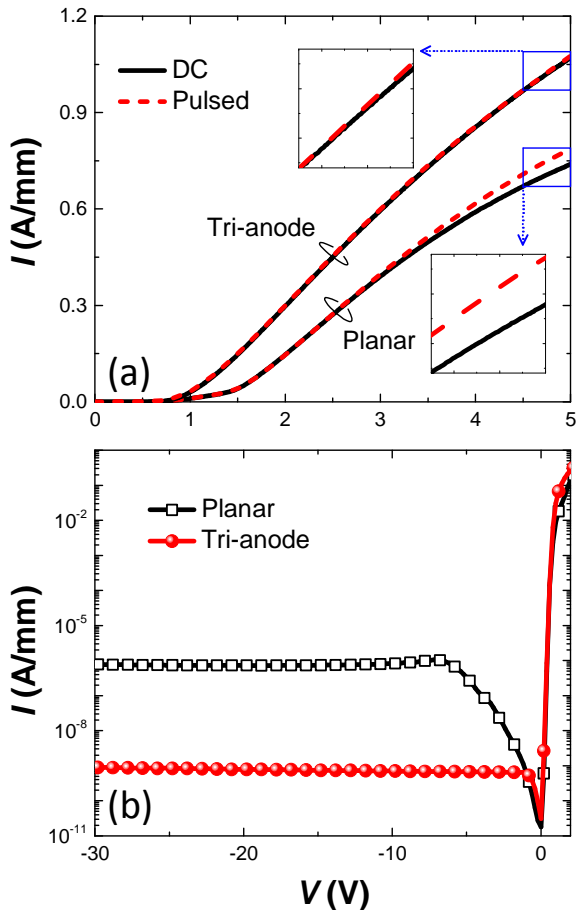 1.2
0.9
0.6
0.3
0.0
I (A/mm)
DC
Pulsed
Tri-anode
Planar
(a)
0 1 2 3 4 5
10-2
10-5
10-8
10-11
I (A/mm)
Planar
Tri-anode
(b)
-30 -20 -10 0
V (V)